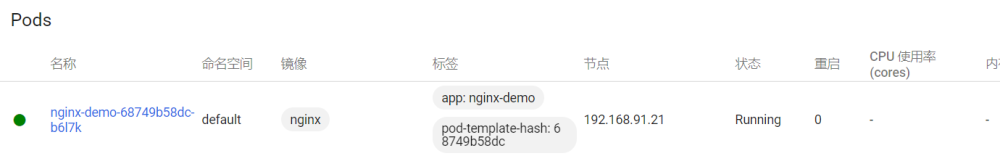 Pods
名称 命名空间 镜像 标签 节点 状态 重启 CPU 使用率
(cores) 内
app: nginx-demo
nginx-demo-68749b58dc-
b6l7k default nginx 192.168.91.21 Running 0 - -
pod-template-hash: 6
8749b58dc